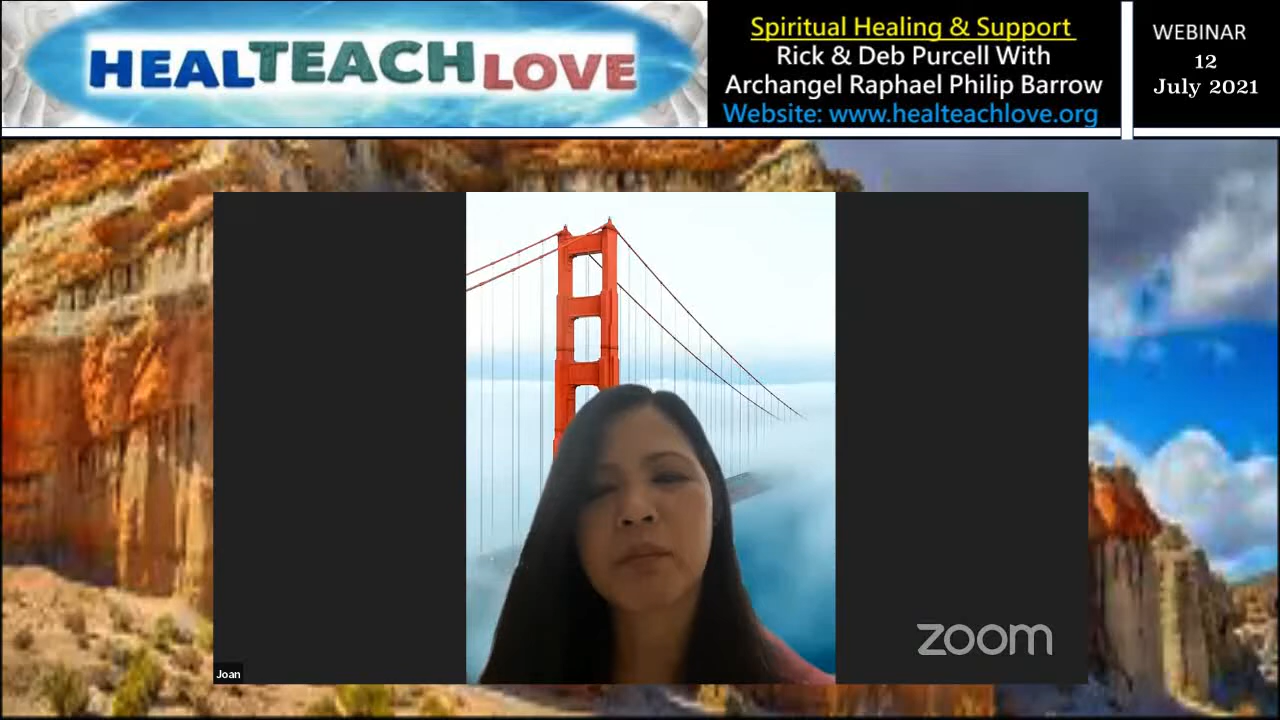 HEALTEACHLOVE
Spiritual Healing & Support
Rick & Deb Purcell With
Archangel Raphael Philip Barrow
Website: www.healteachlove.org
WEBINAR
12
July 2021
Joan
zoom